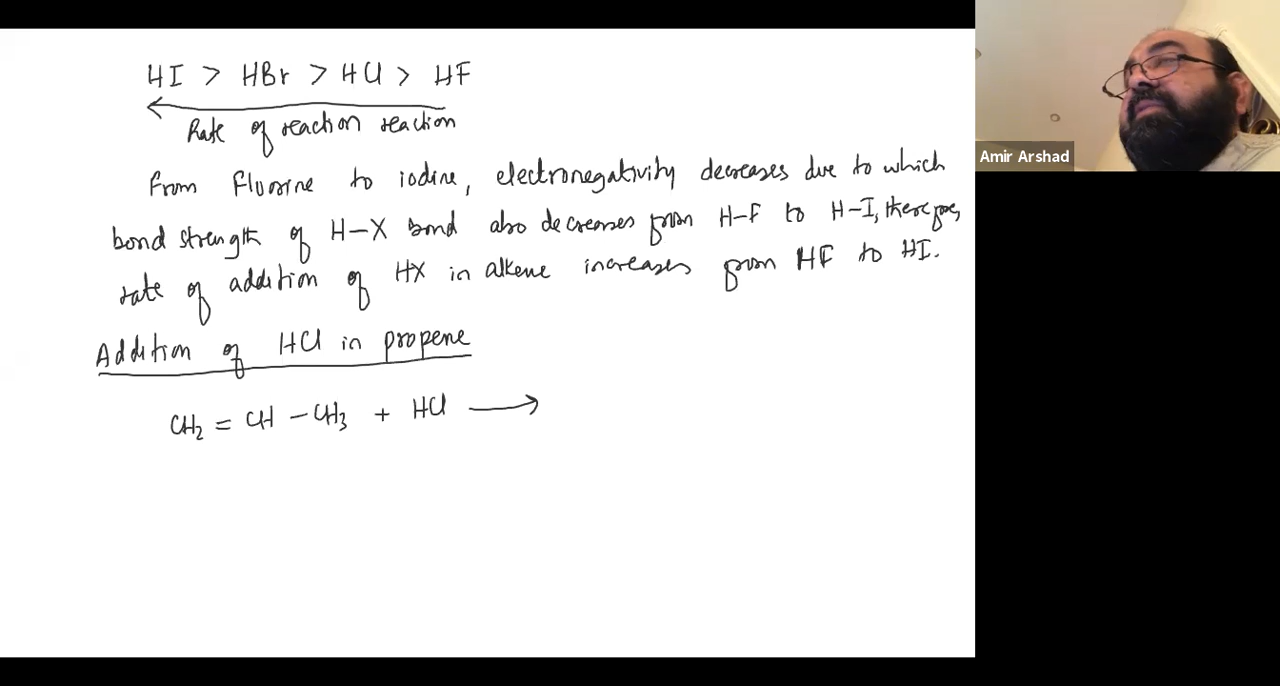 HI > HBr > HCl > HF
Rate of reaction reaction
From Fluorine to iodine, electronegativity decreases due to which
bond strength of H-X bond also decreases from H-F to H-I, therefore,
rate of addition of HX in alkene increases from HF to HI.
Addition of HCl in propene
CH₂ = CH - CH₃ + HCl ⟶
Amir Arshad